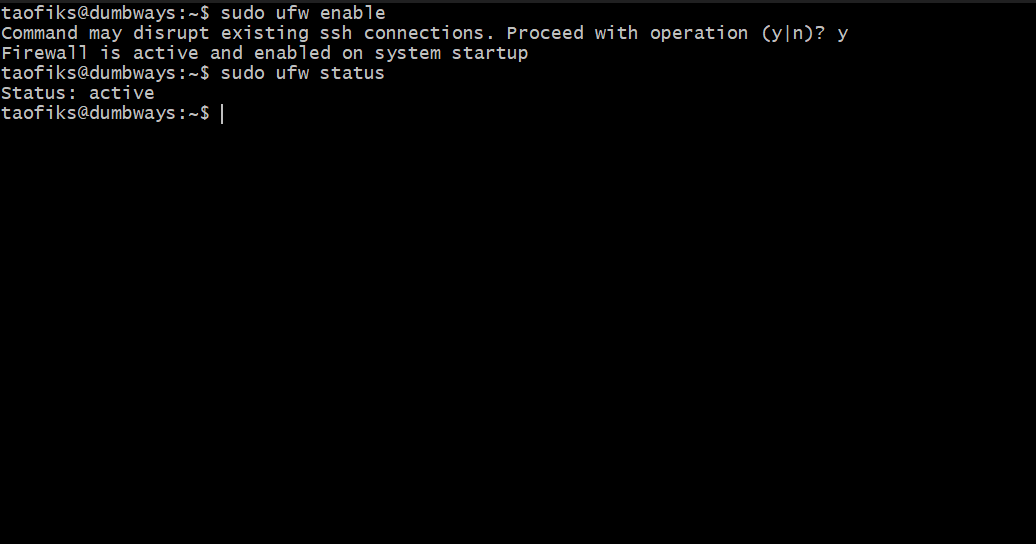 taofiks@dumbways:~$ sudo ufw enable
Command may disrupt existing ssh connections. Proceed with operation (y|n)? y
Firewall is active and enabled on system startup
taofiks@dumbways:~$ sudo ufw status
Status: active
taofiks@dumbways:~$